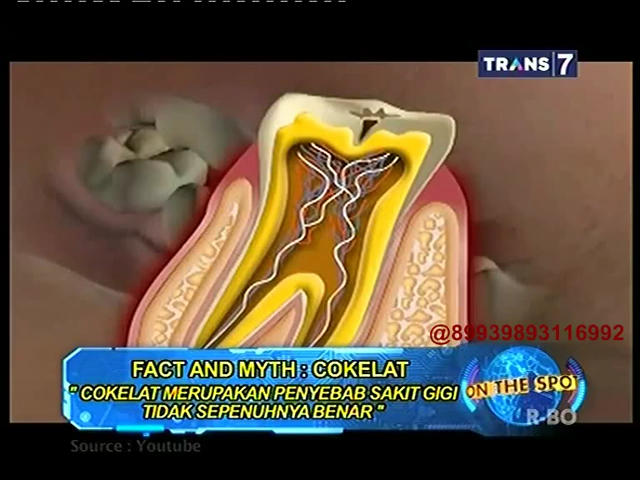 TRANS 7
@89939893116992
FACT AND MYTH : COKELAT
" COKELAT MERUPAKAN PENYEBAB SAKIT GIGI
TIDAK SEPENUHNYA BENAR "
ON THE SPOT
R-BO
Source : Youtube